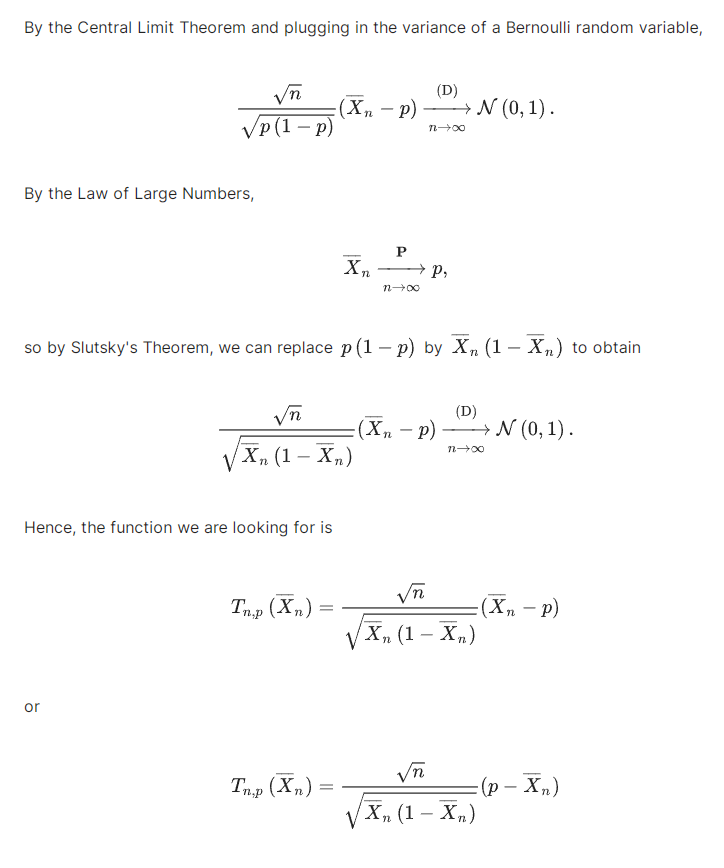 By the Central Limit Theorem and plugging in the variance of a Bernoulli random variable,
$$\frac{\sqrt{n}}{\sqrt{p(1-p)}}(\overline{X}_n - p) \xrightarrow[n\to\infty]{(\mathrm{D})} \mathcal{N}(0,1).$$
By the Law of Large Numbers,
$$\overline{X}_n \xrightarrow[n\to\infty]{\mathbf{P}} p,$$
so by Slutsky's Theorem, we can replace $p(1-p)$ by $\overline{X}_n(1-\overline{X}_n)$ to obtain
$$\frac{\sqrt{n}}{\sqrt{\overline{X}_n(1-\overline{X}_n)}}(\overline{X}_n - p) \xrightarrow[n\to\infty]{(\mathrm{D})} \mathcal{N}(0,1).$$
Hence, the function we are looking for is
$$T_{n,p}(\overline{X}_n) = \frac{\sqrt{n}}{\sqrt{\overline{X}_n(1-\overline{X}_n)}}(\overline{X}_n - p)$$
or
$$T_{n,p}(\overline{X}_n) = \frac{\sqrt{n}}{\sqrt{\overline{X}_n(1-\overline{X}_n)}}(p - \overline{X}_n)$$